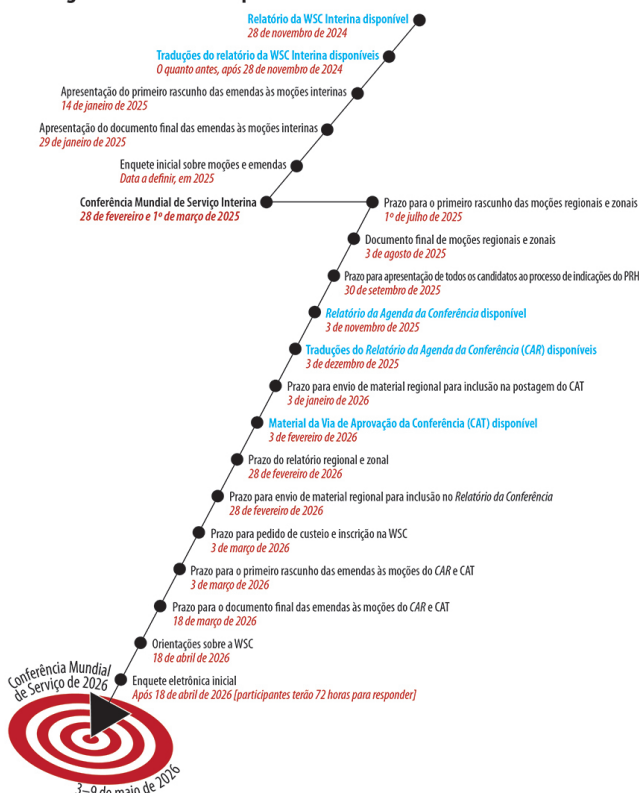 Relatório da WSC Interina disponível
28 de novembro de 2024
Traduções do relatório da WSC Interina disponíveis
O quanto antes, após 28 de novembro de 2024
Apresentação do primeiro rascunho das emendas às moções interinas
14 de janeiro de 2025
Apresentação do documento final das emendas às moções interinas
29 de janeiro de 2025
Enquete inicial sobre moções e emendas
Data a definir, em 2025
Conferência Mundial de Serviço Interina
28 de fevereiro e 1º de março de 2025
Prazo para o primeiro rascunho das moções regionais e zonais
1º de julho de 2025
Documento final de moções regionais e zonais
3 de agosto de 2025
Prazo para apresentação de todos os candidatos ao processo de indicações do PRH
30 de setembro de 2025
Relatório da Agenda da Conferência disponível
3 de novembro de 2025
Traduções do Relatório da Agenda da Conferência (CAR) disponíveis
3 de dezembro de 2025
Prazo para envio de material regional para inclusão na postagem do CAT
3 de janeiro de 2026
Material da Via de Aprovação da Conferência (CAT) disponível
3 de fevereiro de 2026
Prazo do relatório regional e zonal
28 de fevereiro de 2026
Prazo para envio de material regional para inclusão no Relatório da Conferência
28 de fevereiro de 2026
Prazo para pedido de custeio e inscrição na WSC
3 de março de 2026
Prazo para o primeiro rascunho das emendas às moções do CAR e CAT
3 de março de 2026
Prazo para o documento final das emendas às moções do CAR e CAT
18 de março de 2026
Orientações sobre a WSC
18 de abril de 2026
Enquete eletrônica inicial
Após 18 de abril de 2026 [participantes terão 72 horas para responder]
Conferência Mundial
de Serviço de 2026
3–9 de maio de 2026